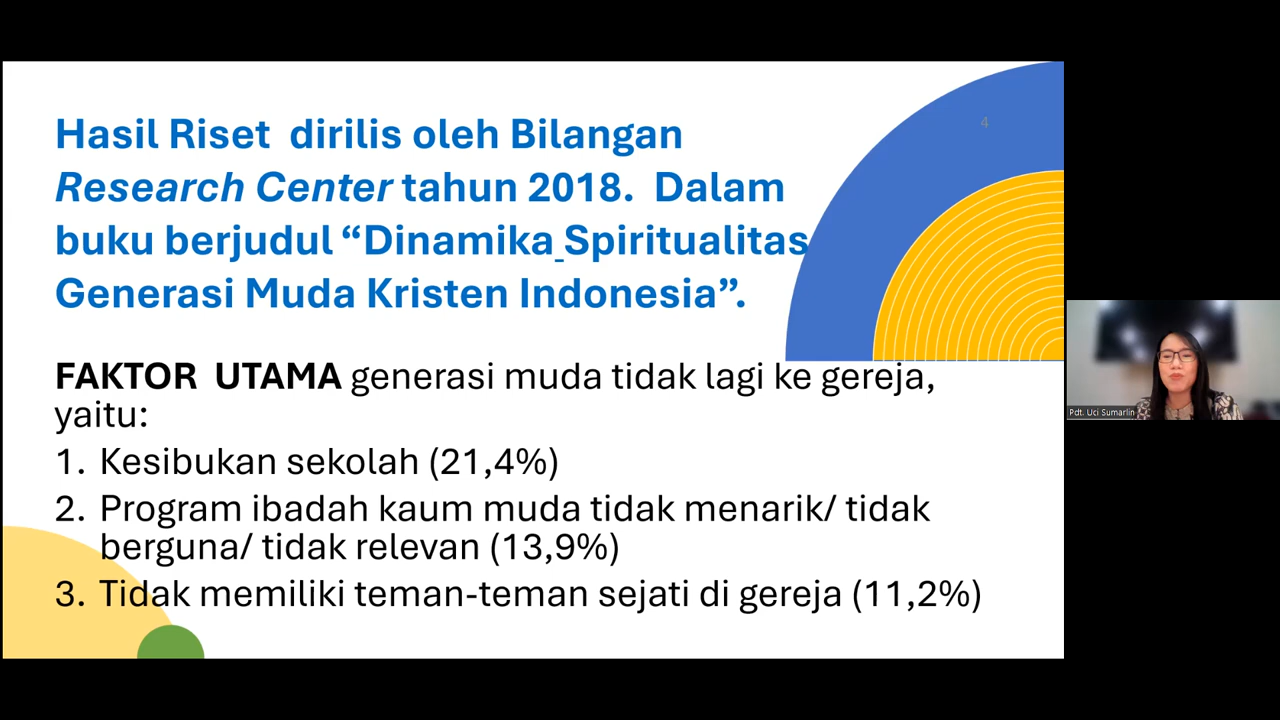 4
Hasil Riset dirilis oleh Bilangan
Research Center tahun 2018. Dalam
buku berjudul “Dinamika Spiritualitas
Generasi Muda Kristen Indonesia”.
FAKTOR UTAMA generasi muda tidak lagi ke gereja,
yaitu:
1. Kesibukan sekolah (21,4%)
2. Program ibadah kaum muda tidak menarik/ tidak
berguna/ tidak relevan (13,9%)
3. Tidak memiliki teman-teman sejati di gereja (11,2%)
Pdt. Uci Sumarlin